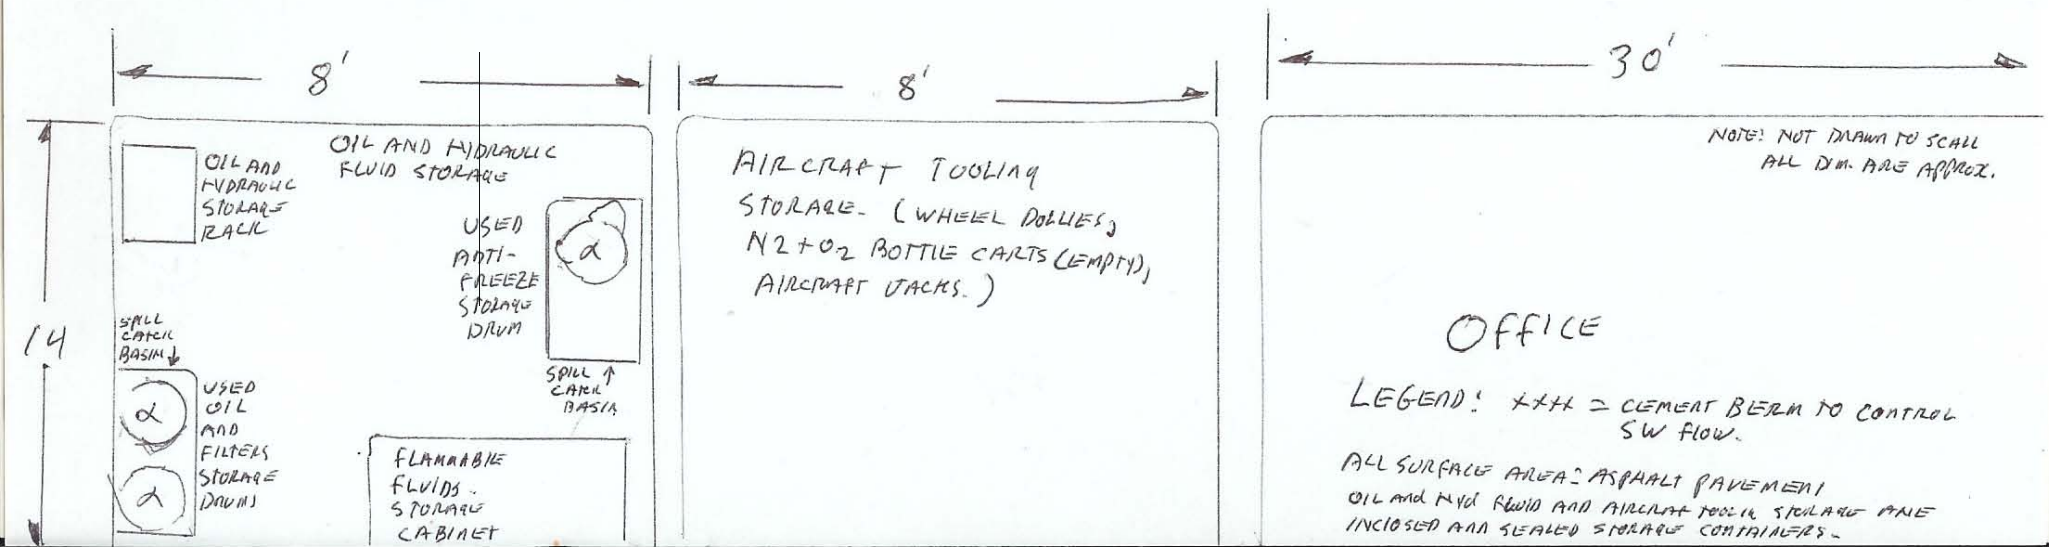 8'
8'
30'
14
OIL AND HYDRAULIC
FLUID STORAGE
OIL AND
HYDRAULIC
STORAGE
RACK
USED
ANTI-
FREEZE
STORAGE
DRUM
α
SPILL ↑
CATCH
BASIN
SPILL
CATCH
BASIN ↓
α
α
USED
OIL
AND
FILTERS
STORAGE
DRUMS
FLAMMABLE
FLUIDS
STORAGE
CABINET
AIRCRAFT TOOLING
STORAGE. (WHEEL DOLLIES,
N2 + O2 BOTTLE CARTS (EMPTY),
AIRCRAFT JACKS.)
NOTE: NOT DRAWN TO SCALL
ALL DIM. ARE APPROX.
OFFICE
LEGEND: XXXX = CEMENT BERM TO CONTROL
SW FLOW.
ALL SURFACE AREA: ASPHALT PAVEMENT
OIL AND HYD FLUID AND AIRCRAFT STORAGE ARE
INCLOSED AND SEALED STORAGE CONTAINERS.